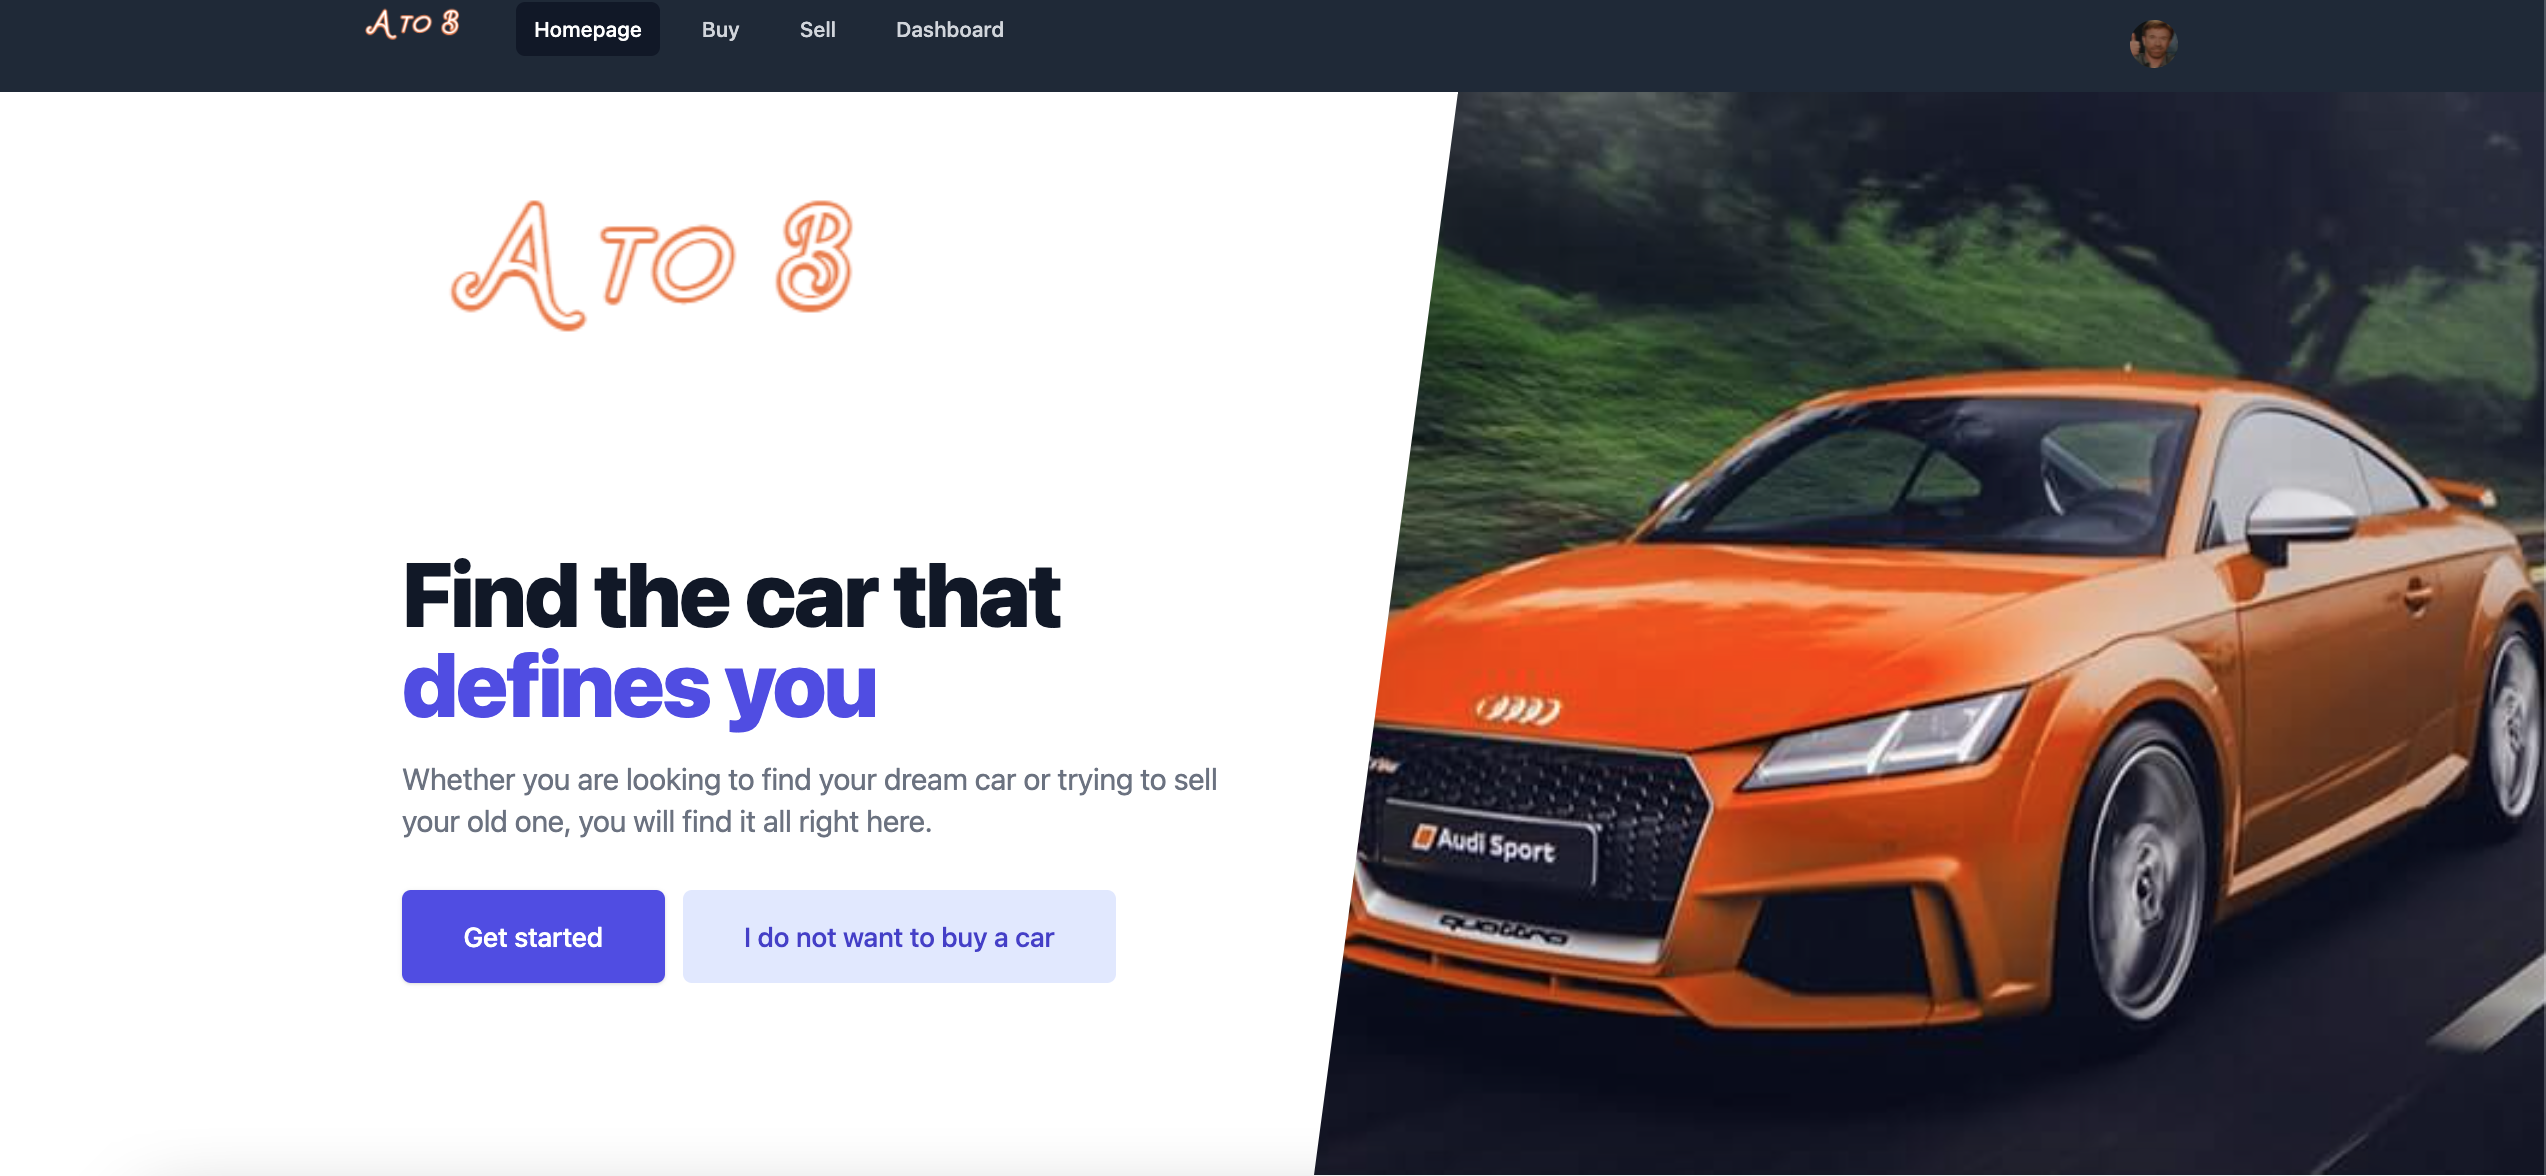 A TO B
Homepage
Buy
Sell
Dashboard
A TO B
Find the car that
defines you
Whether you are looking to find your dream car or trying to sell
your old one, you will find it all right here.
Get started
I do not want to buy a car
Audi Sport
quattro